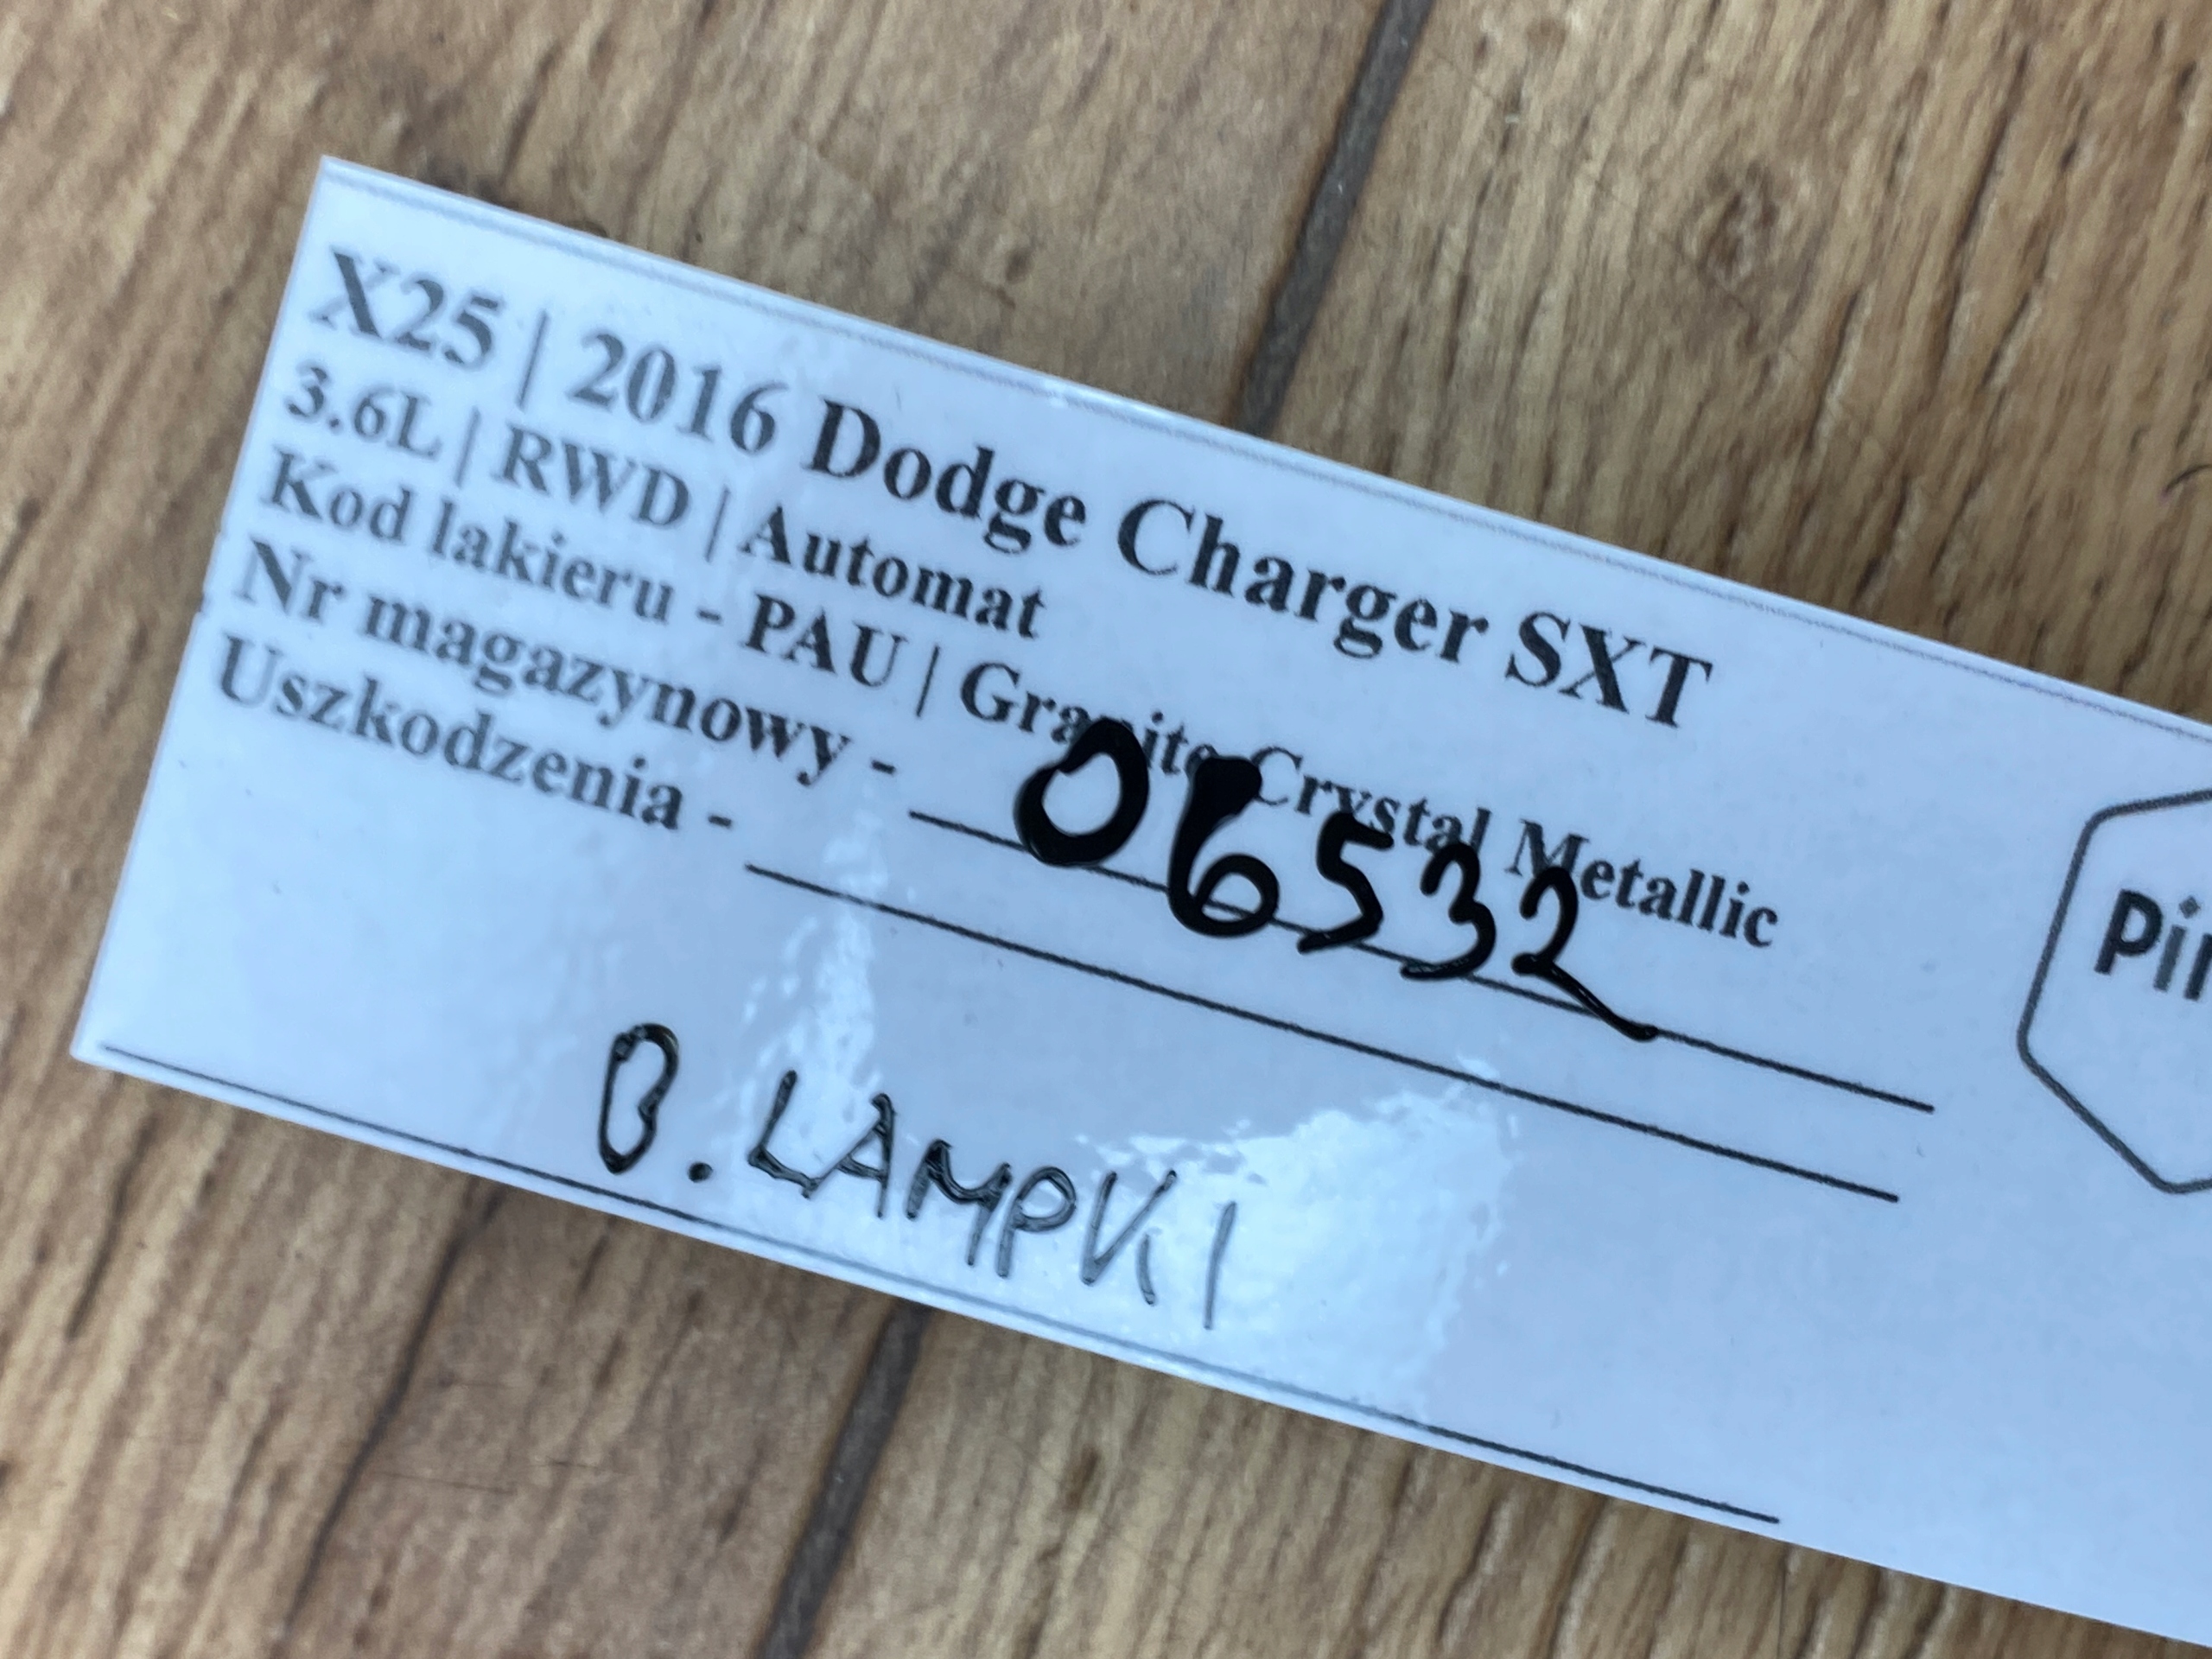 X25 | 2016 Dodge Charger SXT
3.6L | RWD | Automat
Kod lakieru - PAU | Granite Crystal Metallic
Nr magazynowy - 06532
Uszkodzenia -
O. LAMPKI
Pi